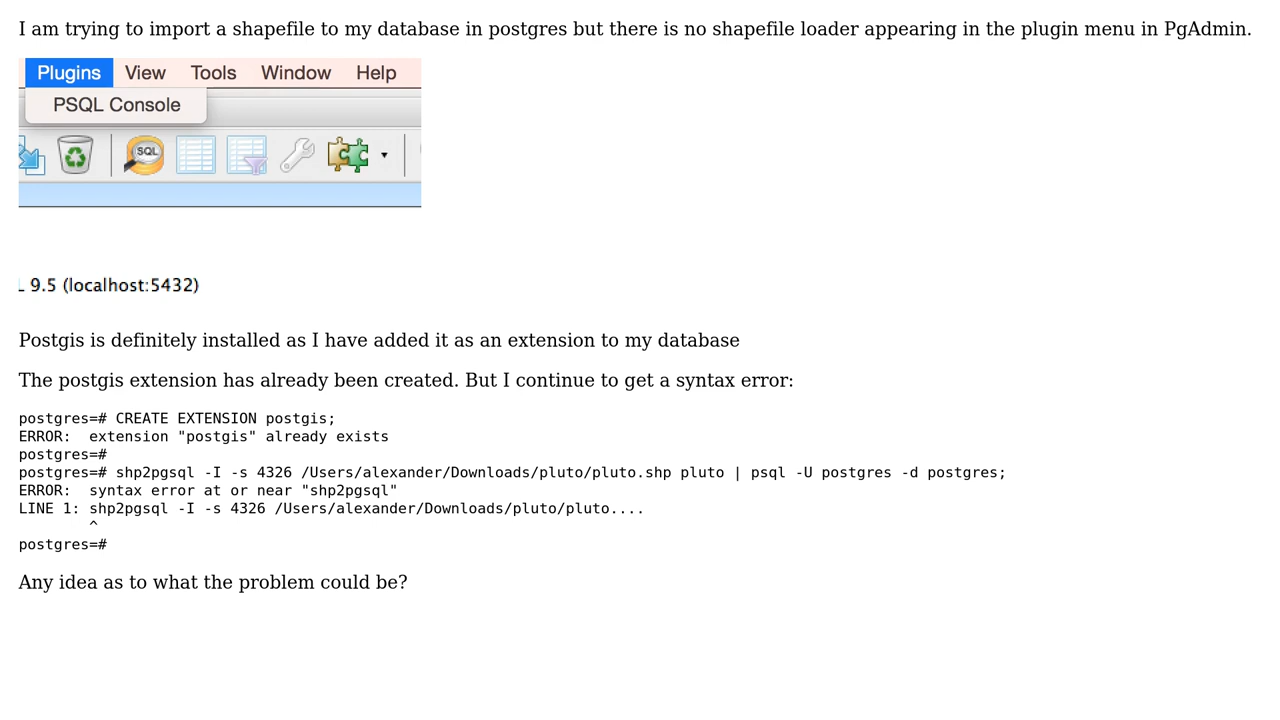 I am trying to import a shapefile to my database in postgres but there is no shapefile loader appearing in the plugin menu in PgAdmin.
Plugins View Tools Window Help
PSQL Console
SQL
9.5 (localhost:5432)
Postgis is definitely installed as I have added it as an extension to my database
The postgis extension has already been created. But I continue to get a syntax error:
postgres=# CREATE EXTENSION postgis;
ERROR:  extension "postgis" already exists
postgres=#
postgres=# shp2pgsql -I -s 4326 /Users/alexander/Downloads/pluto/pluto.shp pluto | psql -U postgres -d postgres;
ERROR:  syntax error at or near "shp2pgsql"
LINE 1: shp2pgsql -I -s 4326 /Users/alexander/Downloads/pluto/pluto....
        ^
postgres=#
Any idea as to what the problem could be?